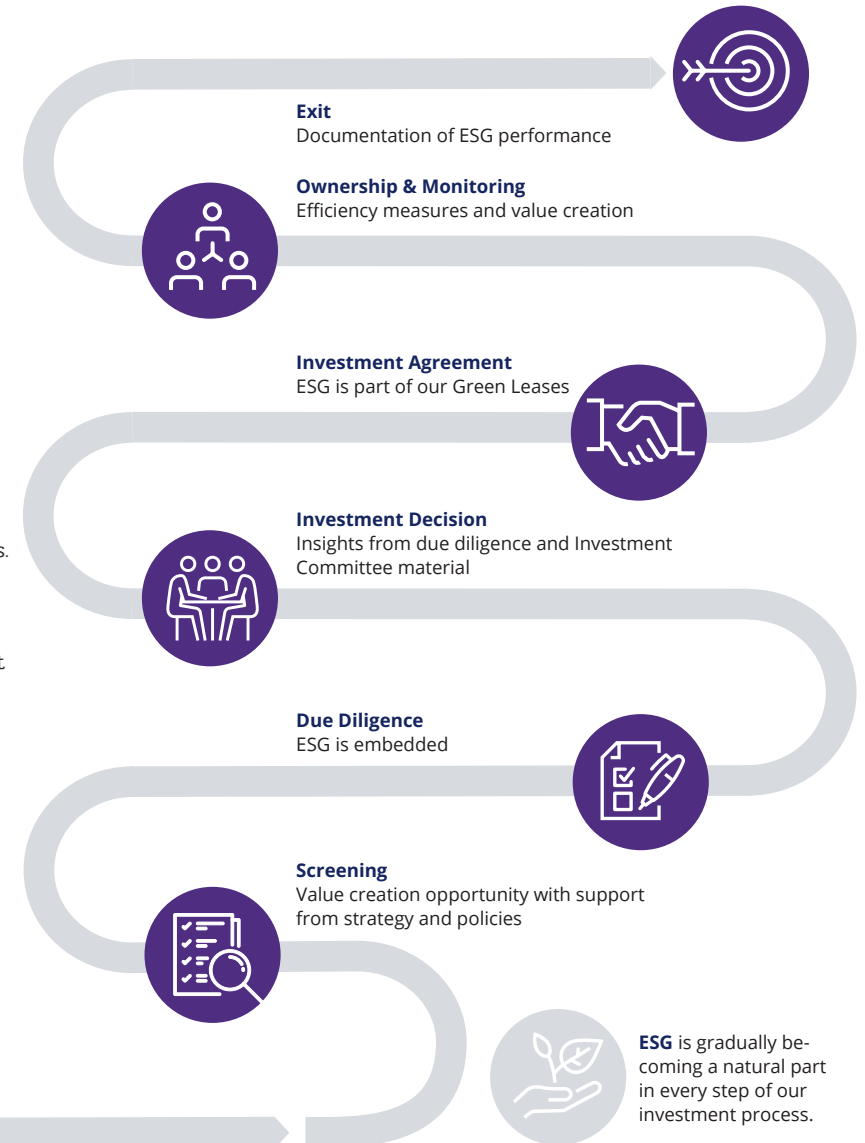 Exit
Documentation of ESG performance
Ownership & Monitoring
Efficiency measures and value creation
Investment Agreement
ESG is part of our Green Leases
Investment Decision
Insights from due diligence and Investment
Committee material
s.
t
Due Diligence
ESG is embedded
Screening
Value creation opportunity with support
from strategy and policies
ESG is gradually be-
coming a natural part
in every step of our
investment process.